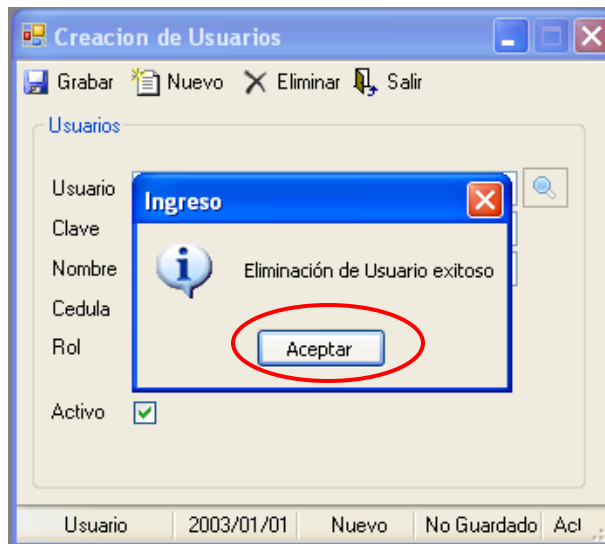 Creacion de Usuarios
Grabar Nuevo Eliminar Salir
Usuarios
Usuario
Ingreso
Clave
Nombre
Eliminación de Usuario exitoso
Cedula
Rol
Aceptar
Activo
Usuario 2003/01/01 Nuevo No Guardado